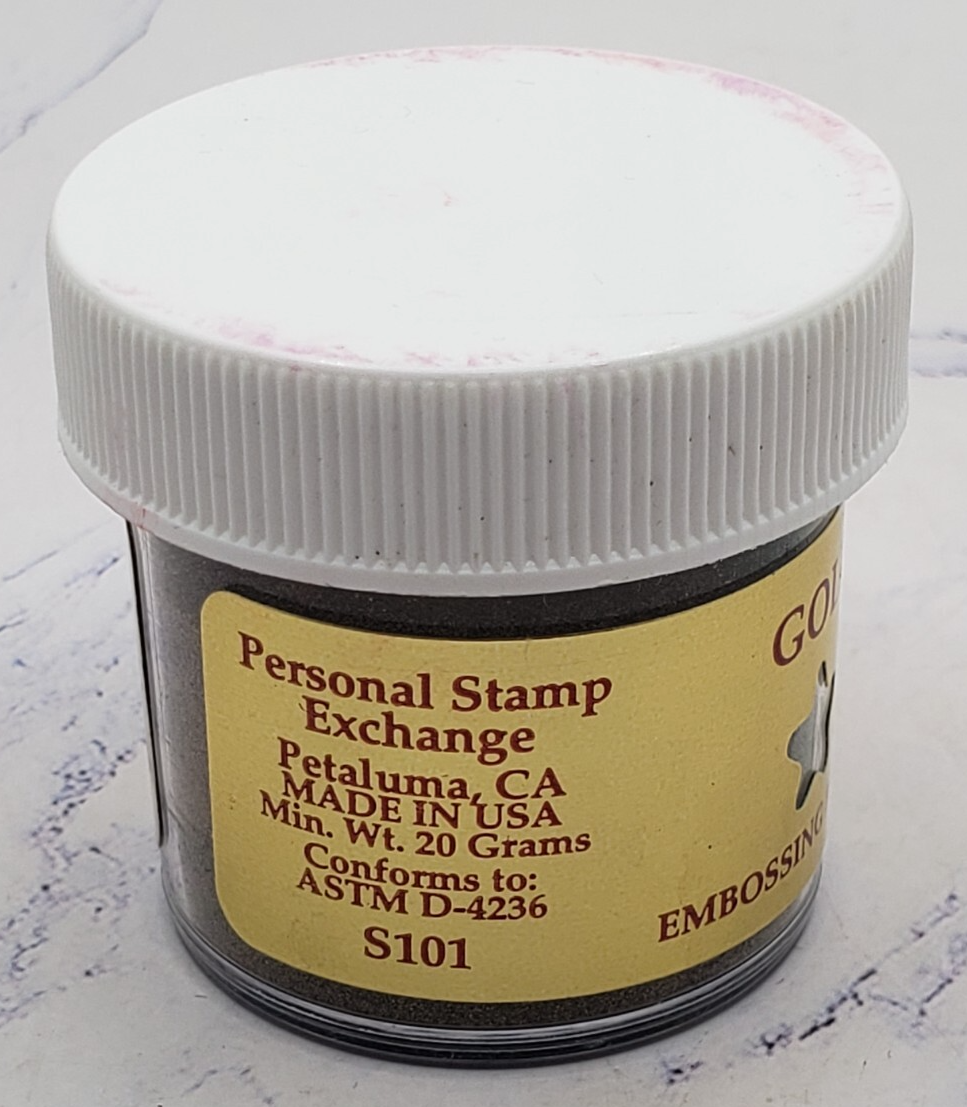 Personal Stamp
Exchange
Petaluma, CA
MADE IN USA
Min. Wt. 20 Grams
Conforms to:
ASTM D-4236
S101
EMBOSSING